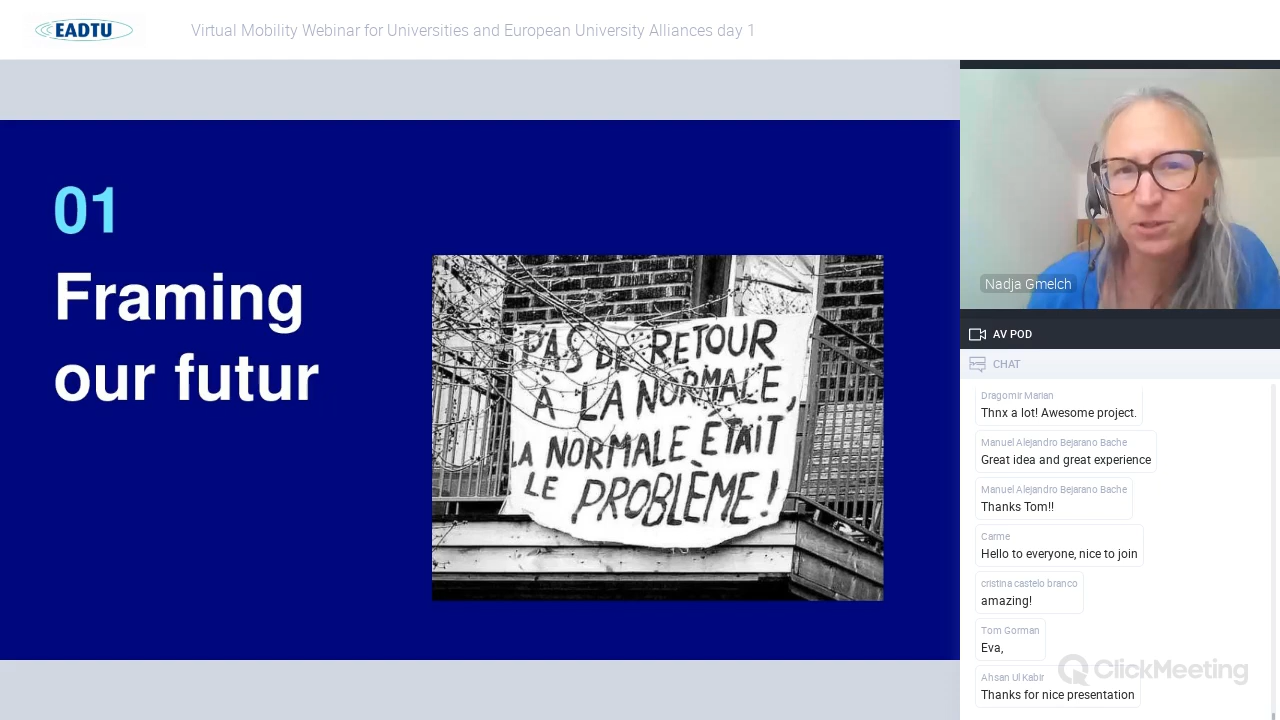 EADTU
Virtual Mobility Webinar for Universities and European University Alliances day 1
01
Framing
our futur
PAS DE RETOUR
À LA NORMALE,
LA NORMALE ETAiT
LE PROBLÈME!
Nadja Gmelch
AV POD
CHAT
Dragomir Marian
Thnx a lot! Awesome project.
Manuel Alejandro Bejarano Bache
Great idea and great experience
Manuel Alejandro Bejarano Bache
Thanks Tom!!
Carme
Hello to everyone, nice to join
cristina castelo branco
amazing!
Tom Gorman
Eva,
Ahsan Ul Kabir
Thanks for nice presentation
ClickMeeting